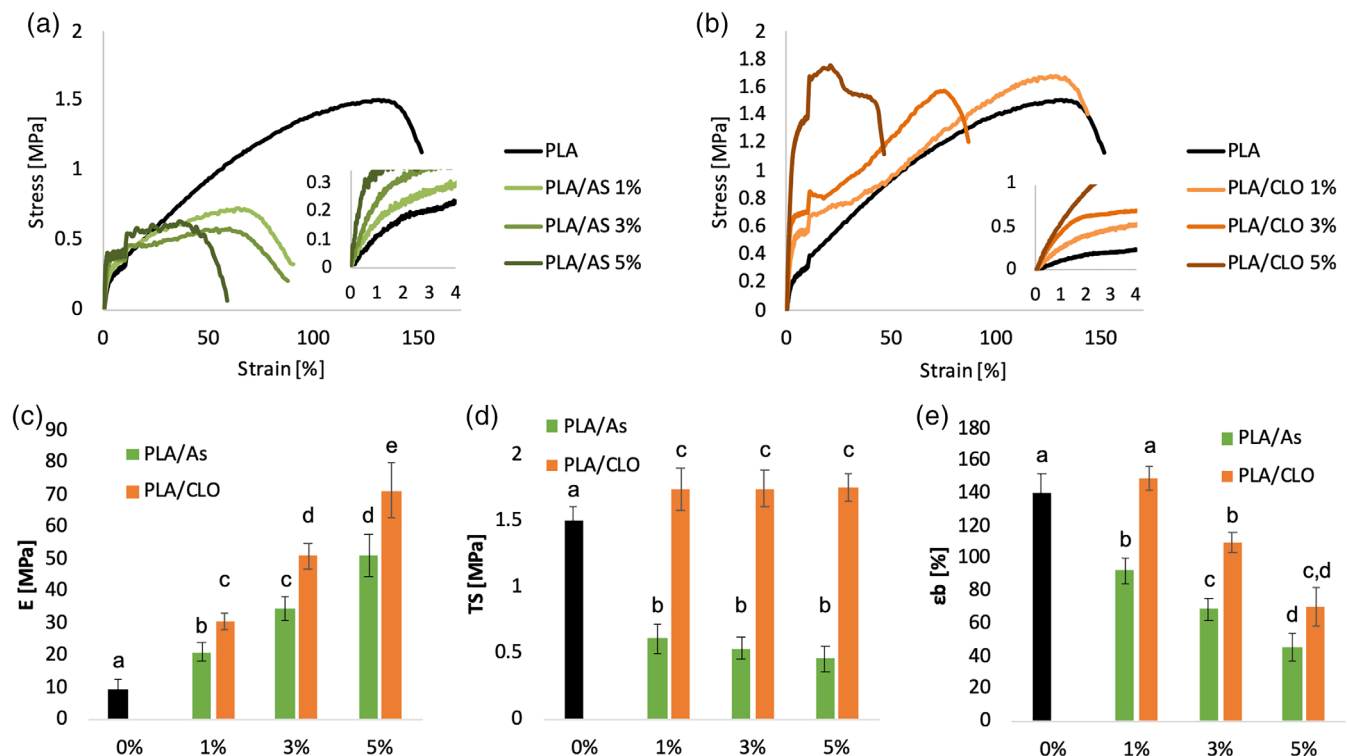 (a)
2
1.5
1
0.5
0
Stress [MPa]
0 50 100 150
Strain [%]
0.3
0.2
0.1
0
0 1 2 3 4
PLA
PLA/AS 1%
PLA/AS 3%
PLA/AS 5%
(b)
2
1.8
1.6
1.4
1.2
1
0.8
0.6
0.4
0.2
0
Stress [MPa]
0 50 100 150
Strain [%]
1
0.5
0
0 1 2 3 4
PLA
PLA/CLO 1%
PLA/CLO 3%
PLA/CLO 5%
(c)
90
80
70
60
50
40
30
20
10
0
E [MPa]
PLA/As
PLA/CLO
a b c c d d e
0% 1% 3% 5%
(d)
2
1.5
1
0.5
0
TS [MPa]
PLA/As
PLA/CLO
a b c b c b c
0% 1% 3% 5%
(e)
180
160
140
120
100
80
60
40
20
0
εb [%]
PLA/As
PLA/CLO
a b a c b d c,d
0% 1% 3% 5%